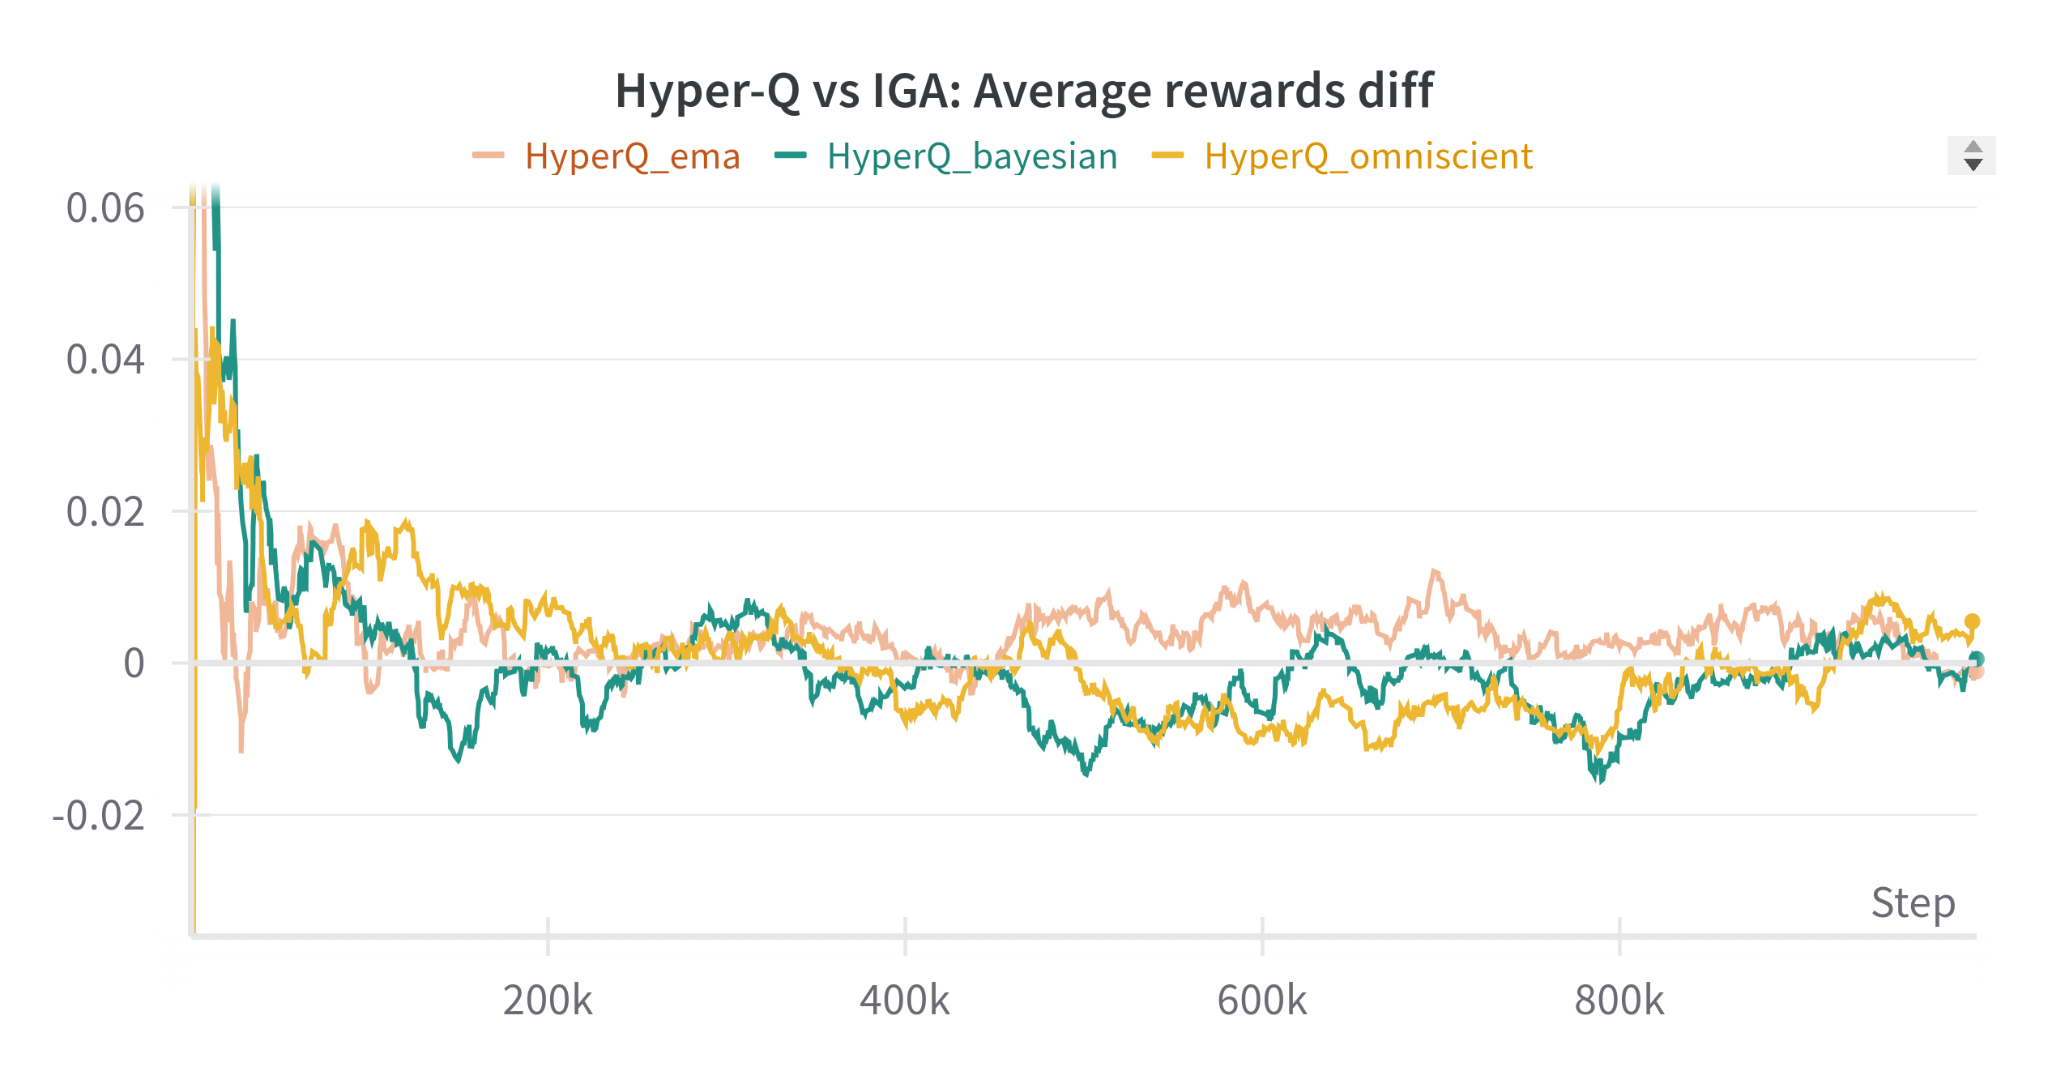 Hyper-Q vs IGA: Average rewards diff
HyperQ_ema HyperQ_bayesian HyperQ_omniscient
0.06
0.04
0.02
0
-0.02
Step
200k 400k 600k 800k